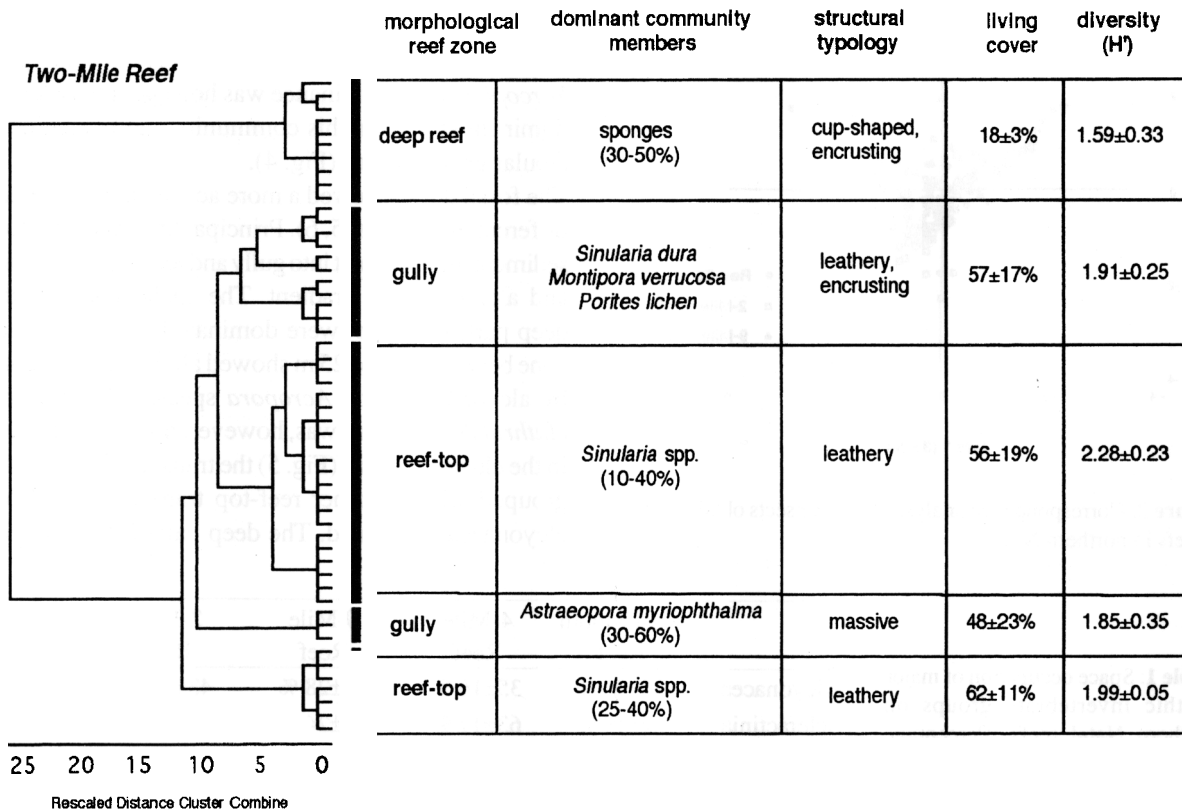 morphological reef zone
dominant community members
structural typology
living cover
diversity (H')
Two-Mile Reef
deep reef
sponges
(30-50%)
cup-shaped,
encrusting
18±3%
1.59±0.33
gully
Sinularia dura
Montipora verrucosa
Porites lichen
leathery,
encrusting
57±17%
1.91±0.25
reef-top
Sinularia spp.
(10-40%)
leathery
56±19%
2.28±0.23
gully
Astraeopora myriophthalma
(30-60%)
massive
48±23%
1.85±0.35
reef-top
Sinularia spp.
(25-40%)
leathery
62±11%
1.99±0.05
25 20 15 10 5 0
Rescaled Distance Cluster Combine